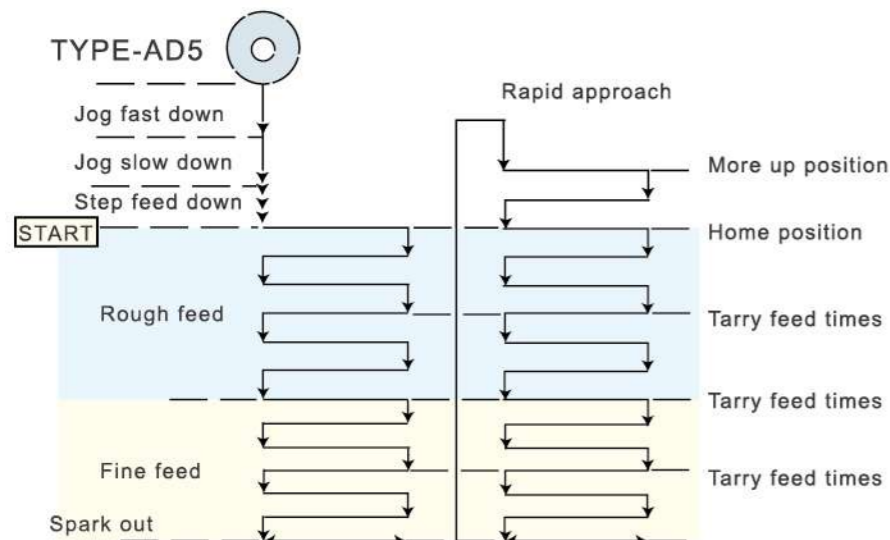 TYPE-AD5
Jog fast down
Jog slow down
Step feed down
START
Rough feed
Fine feed
Spark out
Rapid approach
More up position
Home position
Tarry feed times
Tarry feed times
Tarry feed times